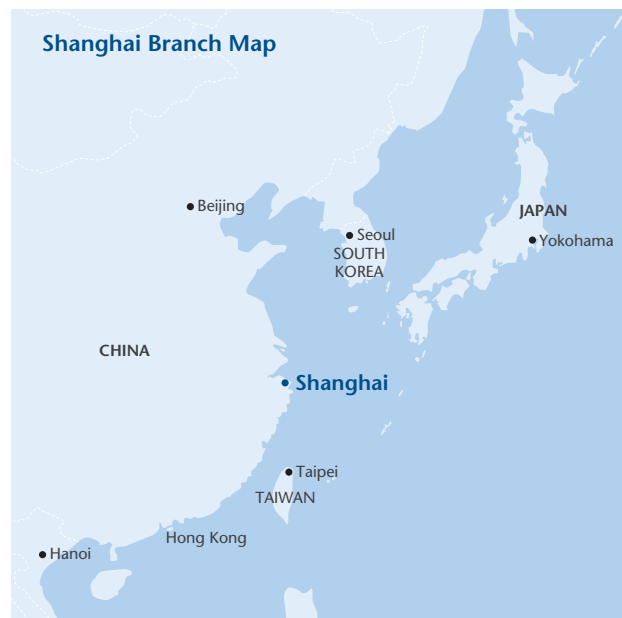 Shanghai Branch Map
Beijing
JAPAN
Seoul
Yokohama
SOUTH
KOREA
CHINA
Shanghai
Taipei
TAIWAN
Hong Kong
Hanoi